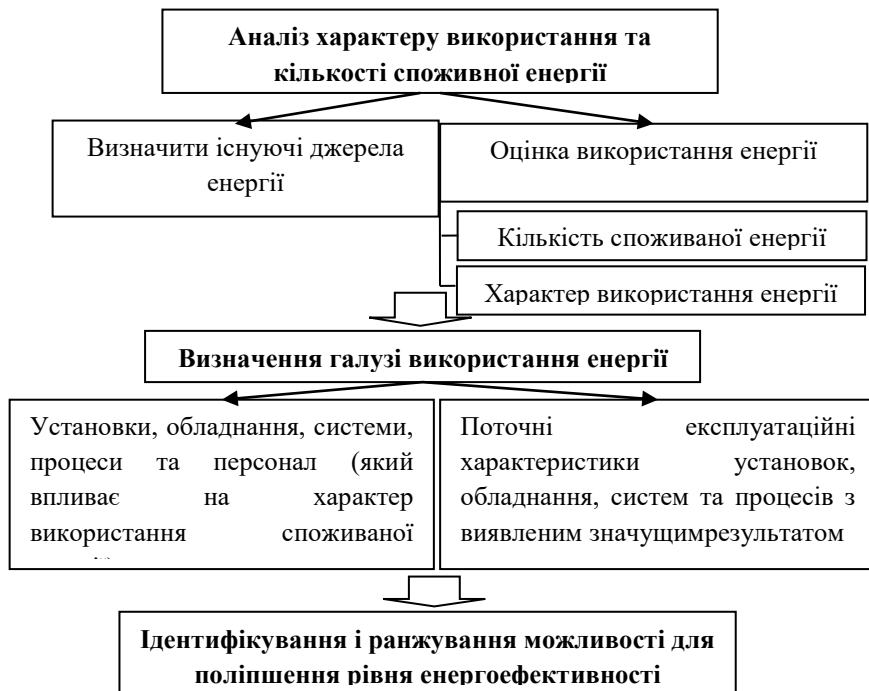 Аналіз характеру використання та
кількості споживної енергії
Визначити існуючі джерела
енергії
Оцінка використання енергії
Кількість споживаної енергії
Характер використання енергії
Визначення галузі використання енергії
Установки, обладнання, системи,
процеси та персонал (який
впливає на характер
використання споживаної
Поточні експлуатаційні
характеристики установок,
обладнання, систем та процесів з
виявленим значущимрезультатом
Ідентифікування і ранжування можливості для
поліпшення рівня енергоефективності